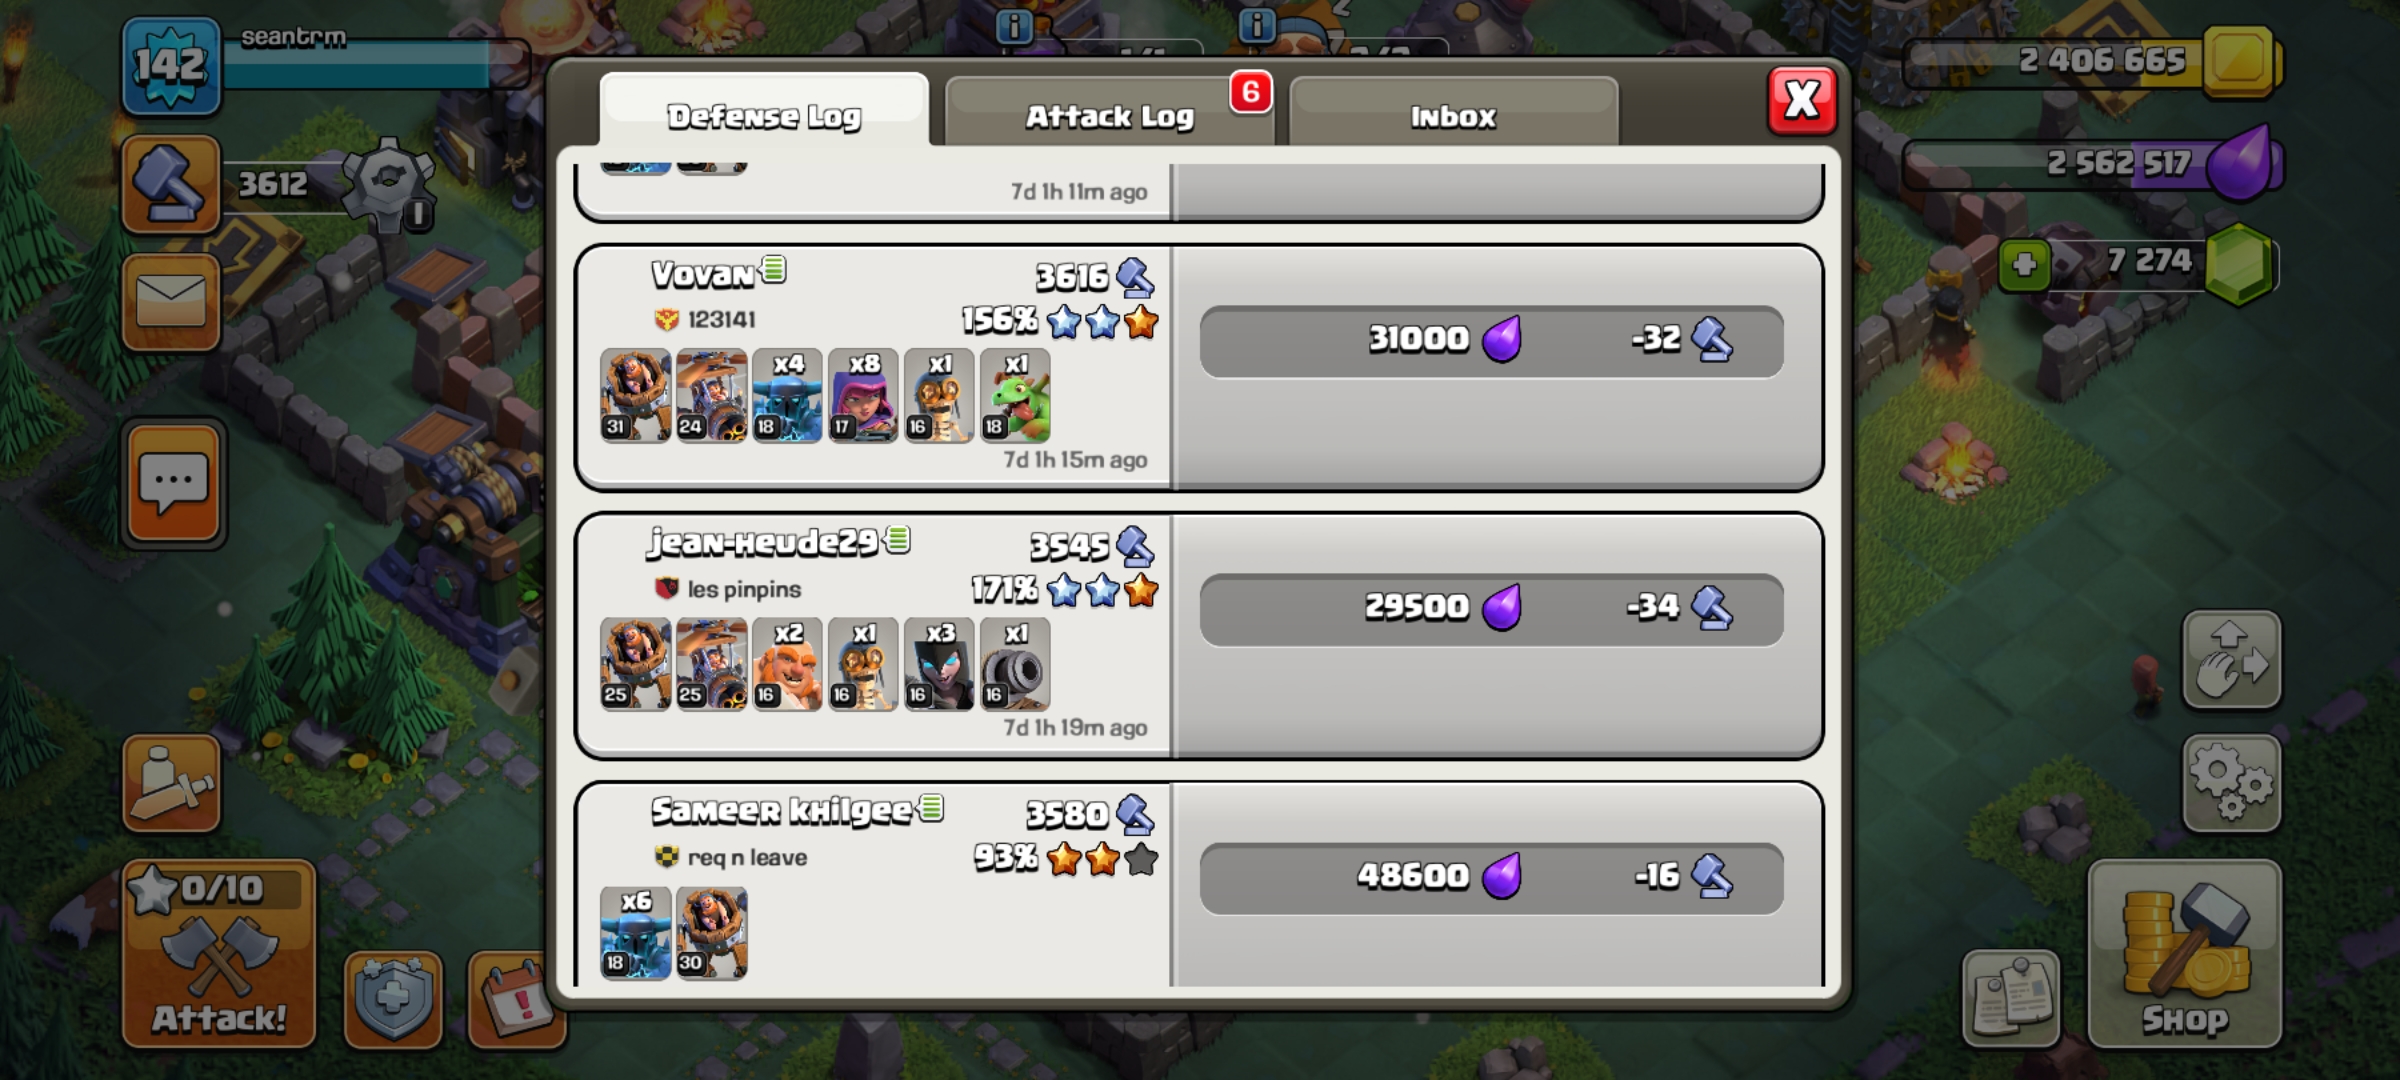 142
seantrm
1/1
2 406 665
Defense Log
Attack Log
6
Inbox
X
3612
I
2 562 517
7d 1h 11m ago
7 274
Vovan
3616
123141
156%
x4
x8
x1
x1
31
24
18
17
16
18
7d 1h 15m ago
31000
-32
jean-Heude29
3545
les pinpins
171%
x2
x1
x3
x1
25
25
16
16
16
16
7d 1h 19m ago
29500
-34
Sameer khilgee
3580
req n leave
93%
x6
18
30
48600
-16
0/10
Attack!
Shop